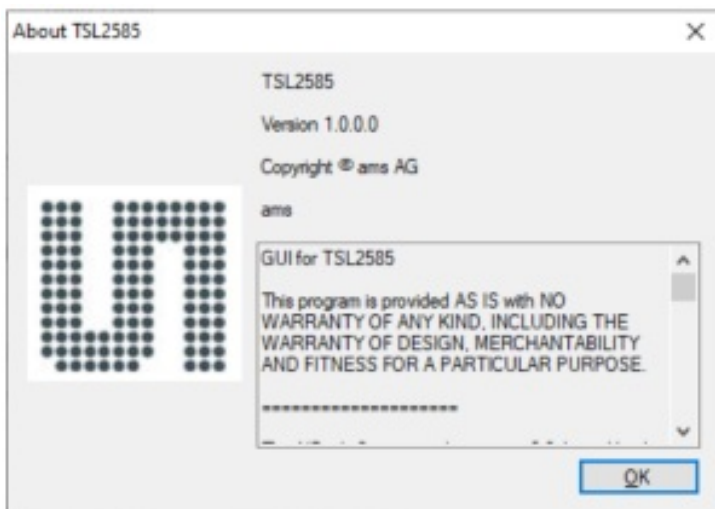 About TSL2585
TSL2585
Version 1.0.0.0
Copyright © ams AG
ams
GUI for TSL2585
This program is provided AS IS with NO
WARRANTY OF ANY KIND, INCLUDING THE
WARRANTY OF DESIGN, MERCHANTABILITY
AND FITNESS FOR A PARTICULAR PURPOSE.
====================
OK